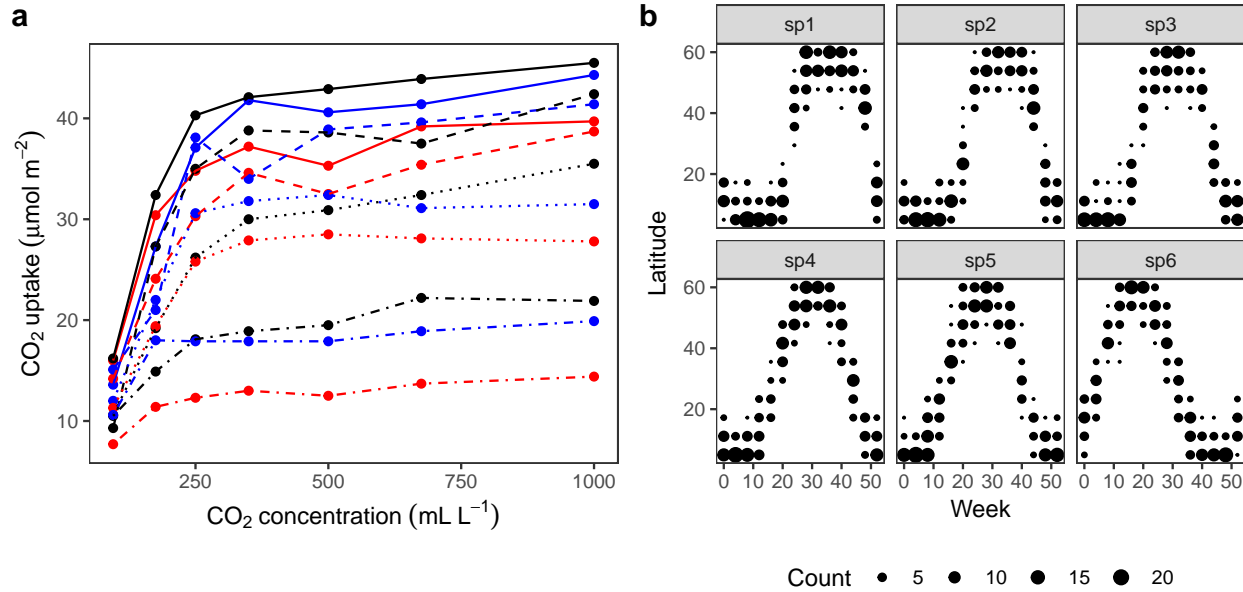 a
CO₂ uptake (μmol m⁻²)
40
30
20
10
250
500
750
1000
CO₂ concentration (mL L⁻¹)
b
sp1 sp2 sp3
60
40
20
sp4 sp5 sp6
60
40
20
Latitude
0 10 20 30 40 50 0 10 20 30 40 50 0 10 20 30 40 50
Week
Count 5 10 15 20